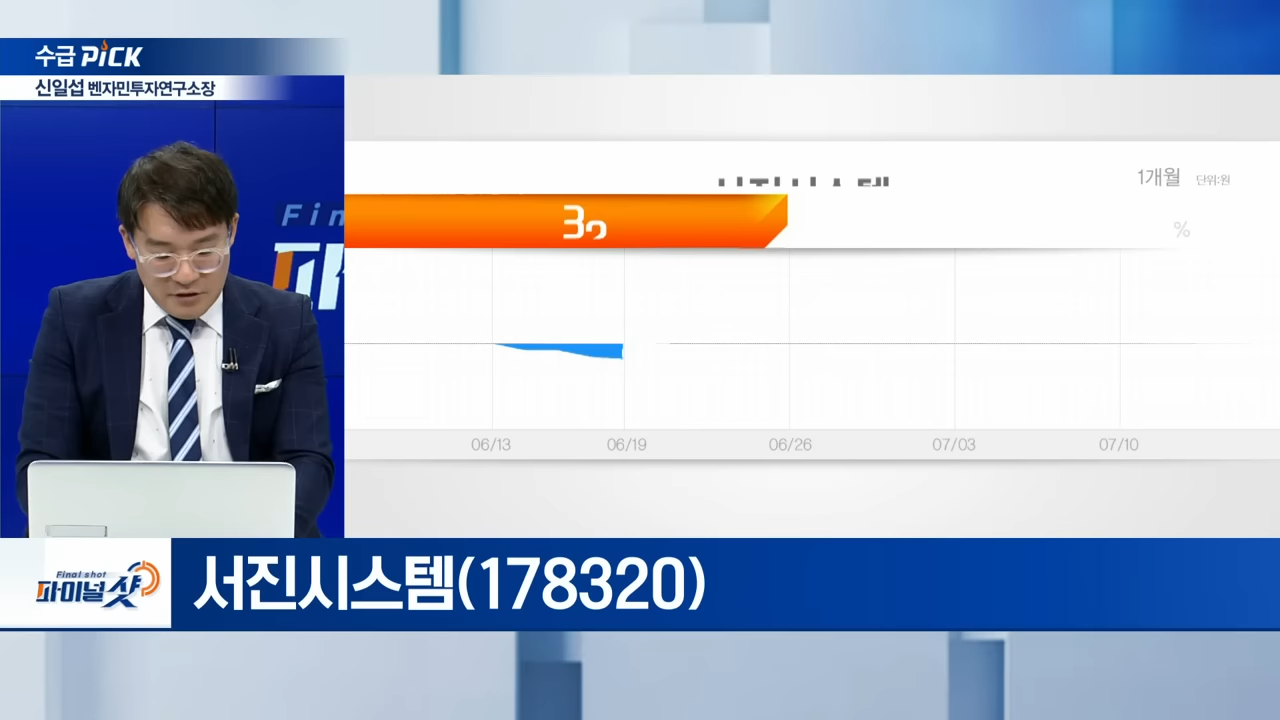 수급 PiCK
신일섭 벤자민투자연구소장
Fin
1개월 단위:원
%
06/13 06/19 06/26 07/03 07/10
Final shot
파이널샷
서진시스템(178320)